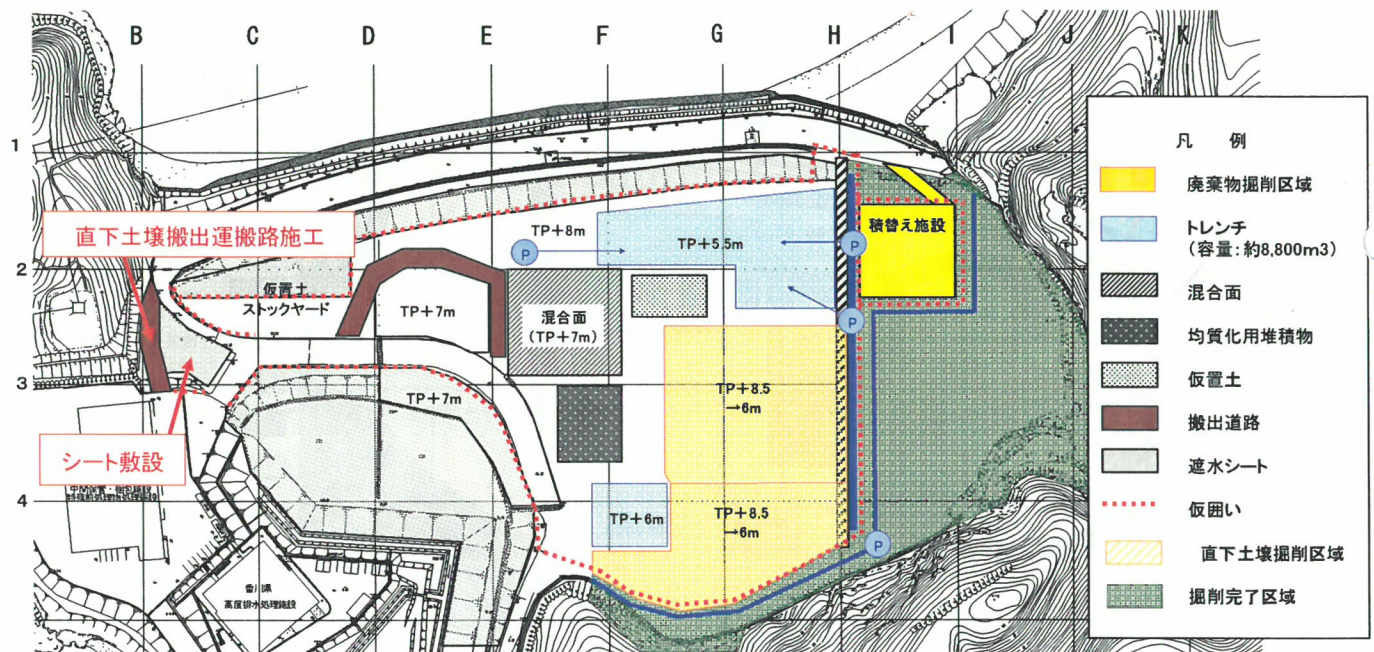 B C D E F G H I J K
1
2
3
4
直下土壌搬出運搬路施工
シート敷設
仮置土
ストックヤード
TP+8m
P
TP+5.5m
P
積替え施設
TP+7m
混合面
(TP+7m)
P
TP+7m
TP+8.5
→6m
TP+6m
TP+8.5
→6m
P
香川県
高度排水処理施設
凡 例
廃棄物掘削区域
トレンチ
(容量:約8,800m3)
混合面
均質化用堆積物
仮置土
搬出道路
遮水シート
仮囲い
直下土壌掘削区域
掘削完了区域